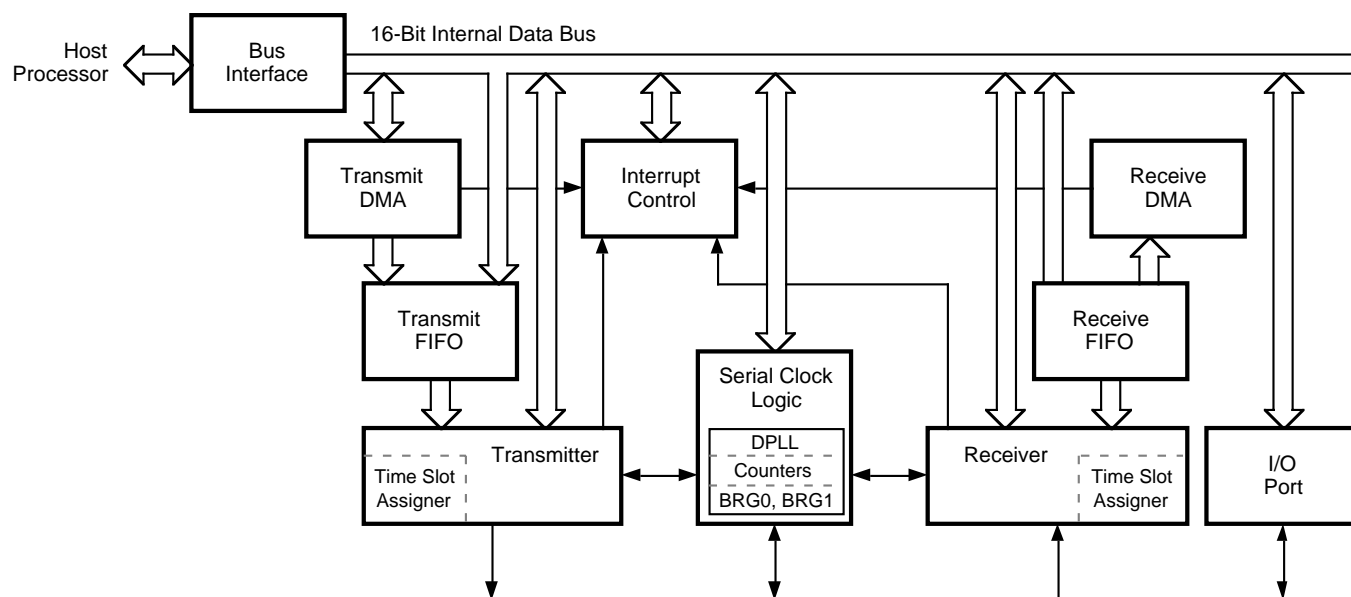 16-Bit Internal Data Bus
Host
Processor
Bus
Interface
Transmit
DMA
Interrupt
Control
Receive
DMA
Transmit
FIFO
Receive
FIFO
Serial Clock
Logic
DPLL
Counters
BRG0, BRG1
Transmitter
Time Slot
Assigner
Receiver
Time Slot
Assigner
I/O
Port